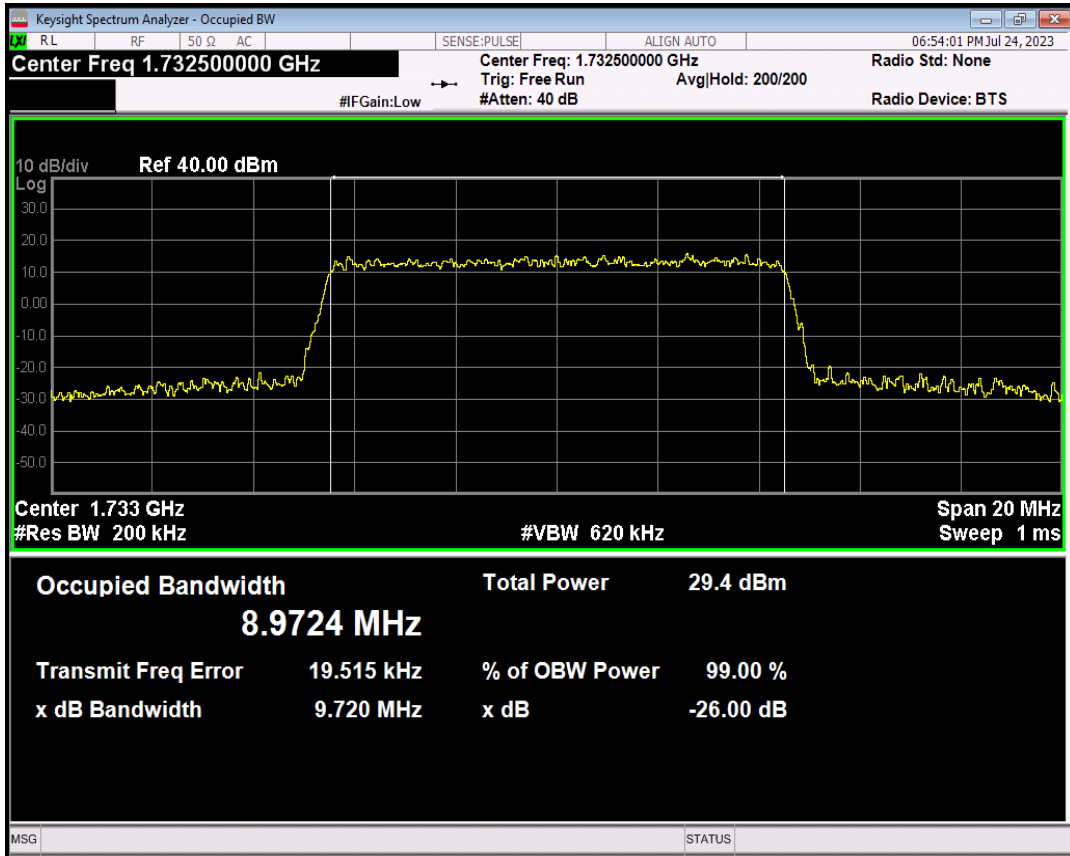 Keysight Spectrum Analyzer - Occupied BW
LXI RL RF 50 Ω AC SENSE:PULSE ALIGN AUTO 06:54:01 PM Jul 24, 2023
Center Freq 1.732500000 GHz
Center Freq: 1.732500000 GHz
Radio Std: None
Trig: Free Run Avg|Hold: 200/200
#IFGain:Low #Atten: 40 dB Radio Device: BTS
10 dB/div Ref 40.00 dBm
Log
30.0
20.0
10.0
0.00
-10.0
-20.0
-30.0
-40.0
-50.0
Center 1.733 GHz Span 20 MHz
#Res BW 200 kHz #VBW 620 kHz Sweep 1 ms
Occupied Bandwidth Total Power 29.4 dBm
8.9724 MHz
Transmit Freq Error 19.515 kHz % of OBW Power 99.00 %
x dB Bandwidth 9.720 MHz x dB -26.00 dB
MSG STATUS